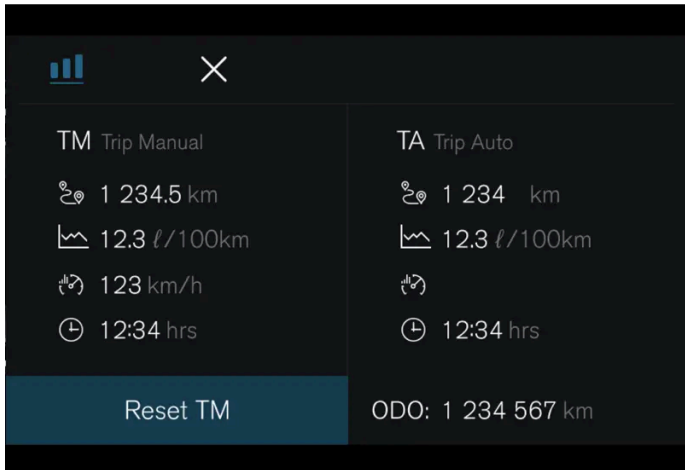 TM Trip Manual
1 234.5 km
12.3 ℓ/100km
123 km/h
12:34 hrs
Reset TM
TA Trip Auto
1 234 km
12.3 ℓ/100km
12:34 hrs
ODO: 1 234 567 km